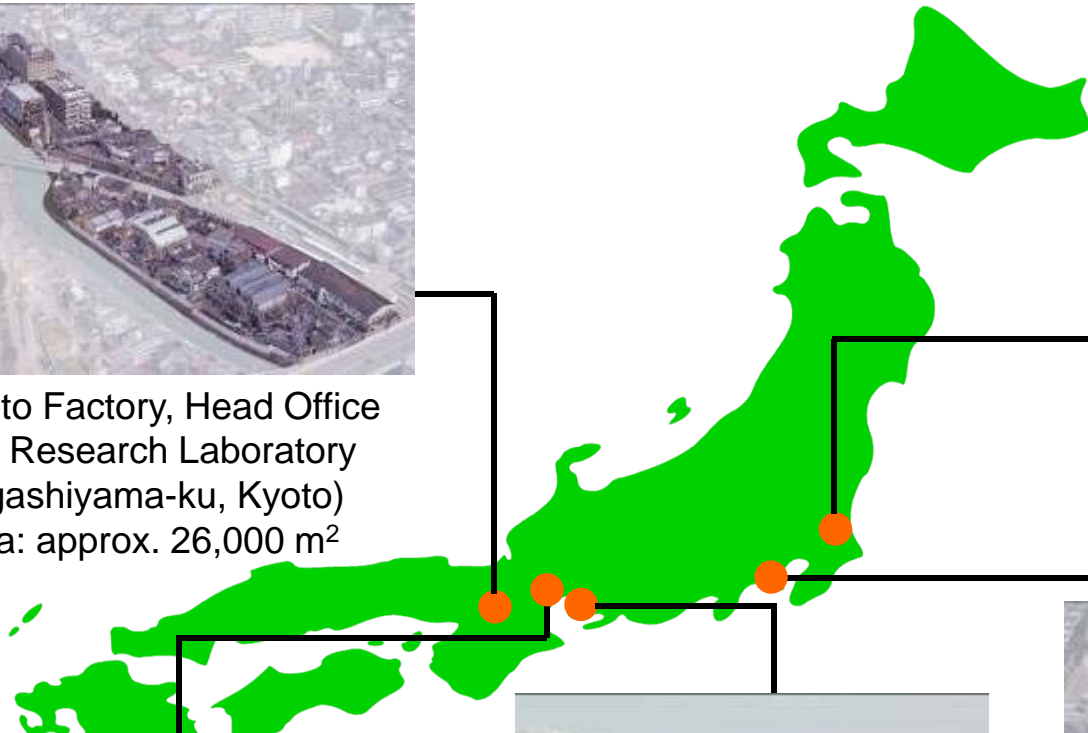 to Factory, Head Office
Research Laboratory
gashiyama-ku, Kyoto)
a: approx. 26,000 m²